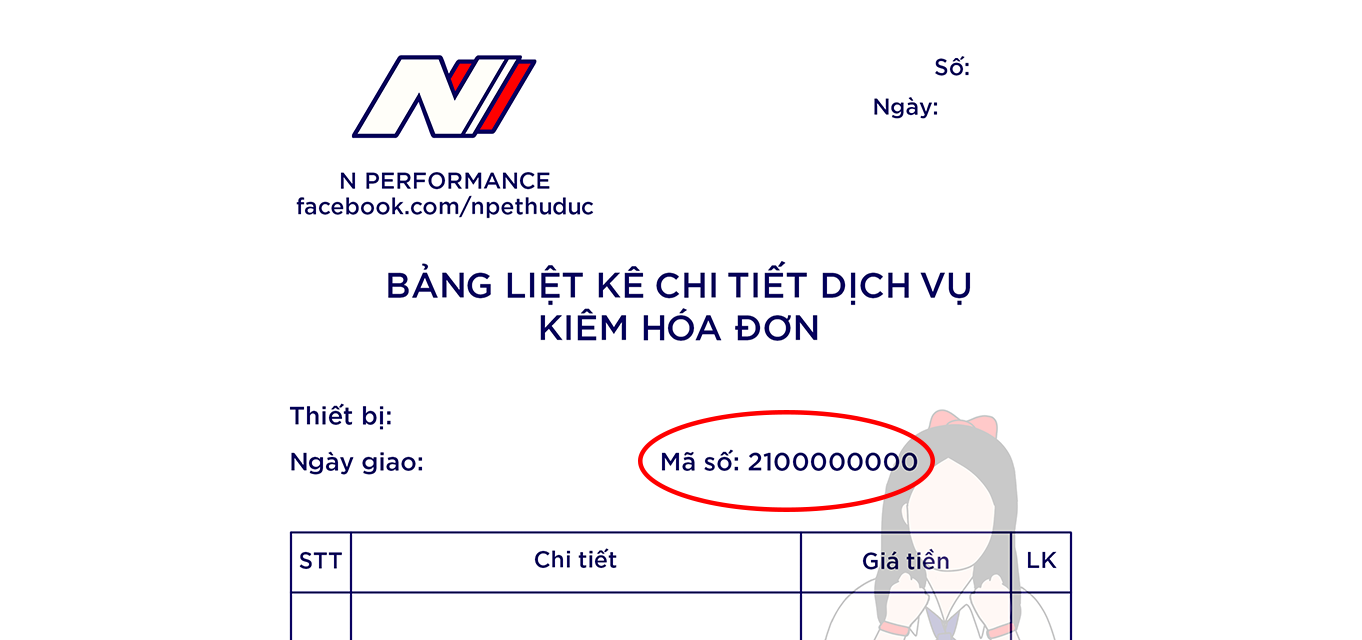 N
Số:
Ngày:
N PERFORMANCE
facebook.com/npethuduc
BẢNG LIỆT KÊ CHI TIẾT DỊCH VỤ
KIÊM HÓA ĐƠN
Thiết bị:
Ngày giao:
Mã số: 2100000000
STT
Chi tiết
Giá tiền
LK